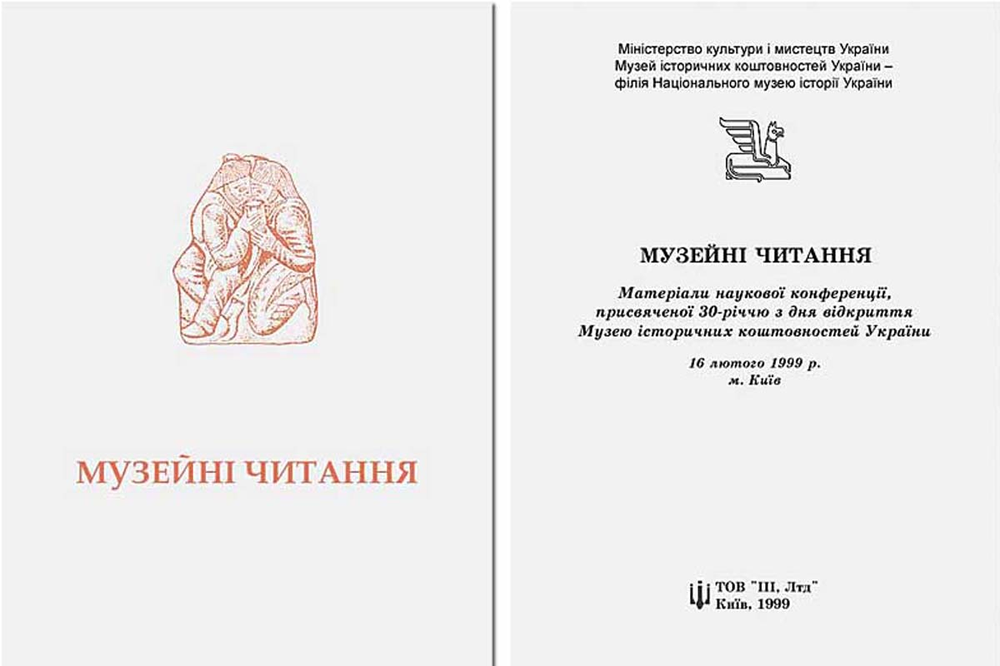 МУЗЕЙНІ ЧИТАННЯ
Міністерство культури і мистецтв України
Музей історичних коштовностей України –
філія Національного музею історії України
МУЗЕЙНІ ЧИТАННЯ
Матеріали наукової конференції,
присвяченої 30-річчю з дня відкриття
Музею історичних коштовностей України
16 лютого 1999 р.
м. Київ
ТОВ "ІІІ, Лтд"
Київ, 1999